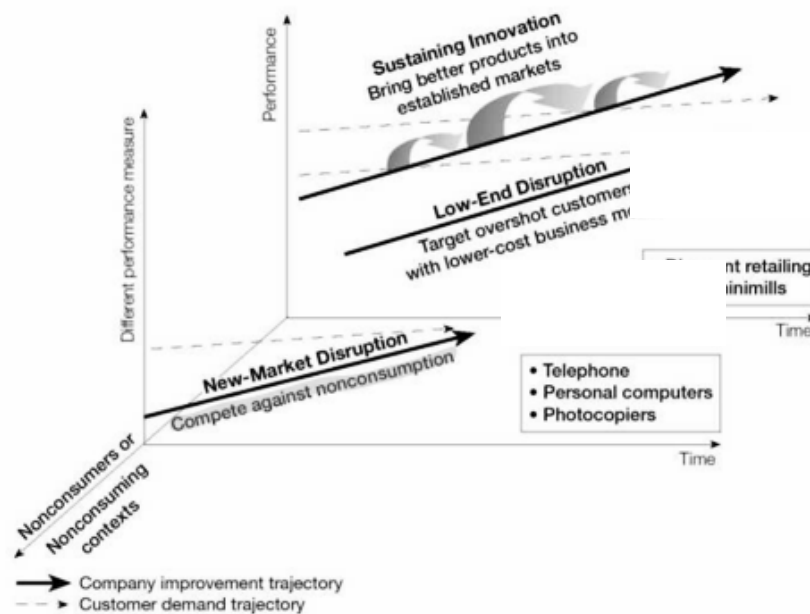 Sustaining Innovation
Bring better products into
established markets
Performance
Different performance measure
Low-End Disruption
Target overshot customers
with lower-cost business
retailing
Time
New-Market Disruption
Compete against nonconsumption
• Telephone
• Personal computers
• Photocopiers
Time
Nonconsumers or
Nonconsuming
contexts
Company improvement trajectory
Customer demand trajectory